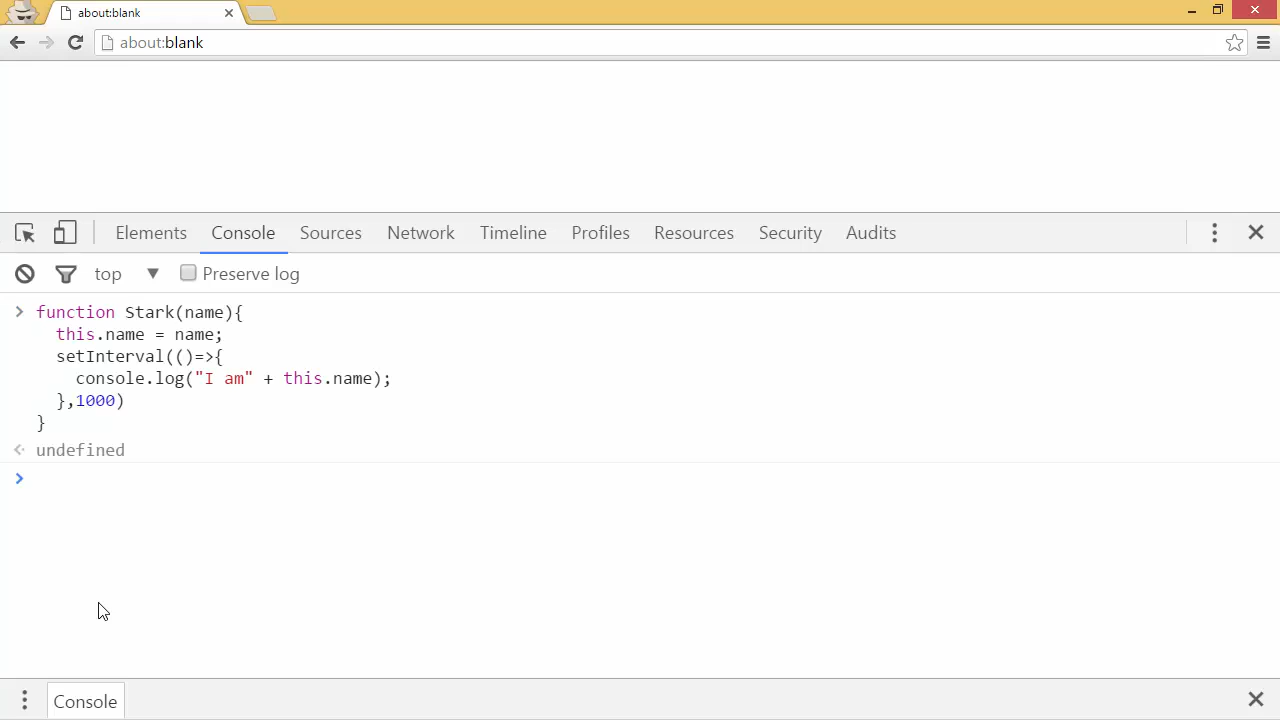 about:blank
about:blank
Elements Console Sources Network Timeline Profiles Resources Security Audits
top Preserve log
function Stark(name){
this.name = name;
setInterval(()=>{
console.log("I am" + this.name);
},1000)
}
undefined
Console